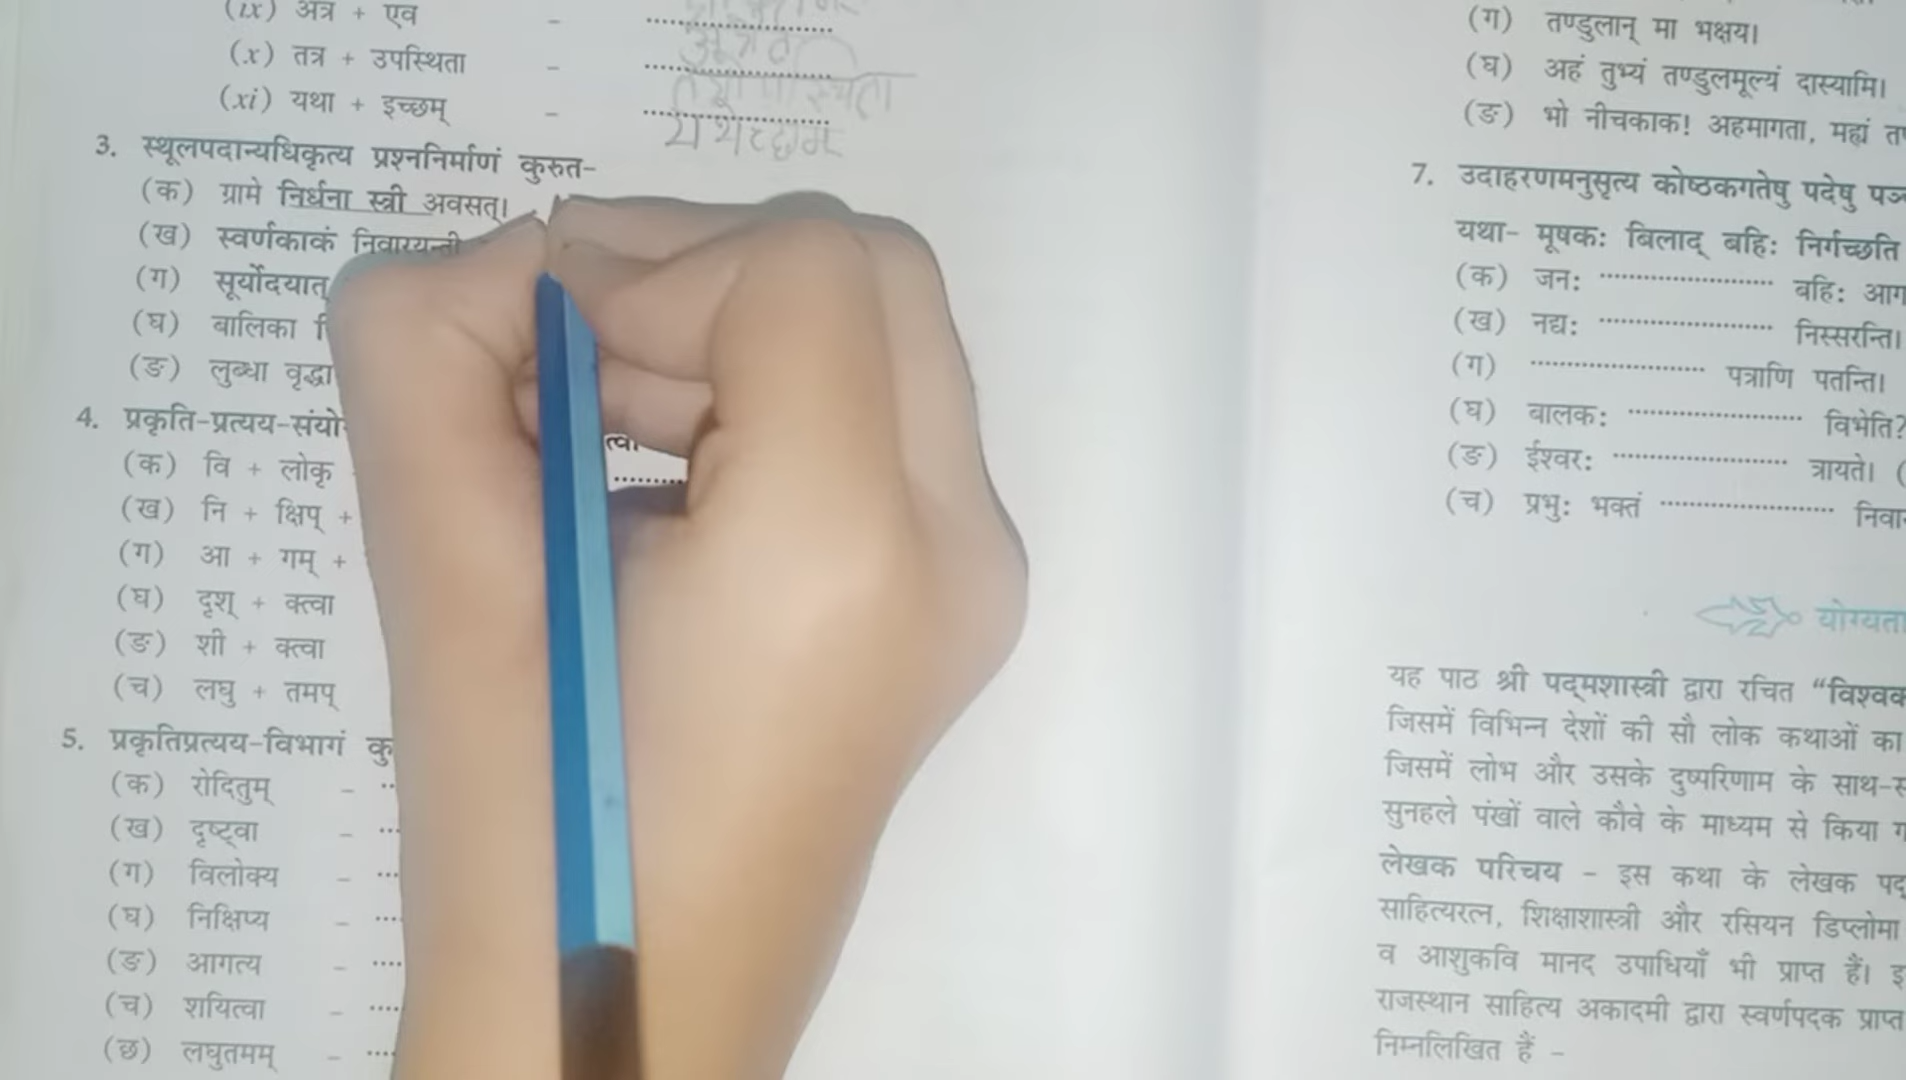 (ix) अत्र + एव - ....................
(x) तत्र + उपस्थिता - .................... अत्रैव
(xi) यथा + इच्छम् - .................... तत्रोपस्थिता
यथेच्छम्
3. स्थूलपदान्यधिकृत्य प्रश्ननिर्माणं कुरुत-
(क) ग्रामे निर्धना स्त्री अवसत्।
(ख) स्वर्णकाकं निवारयन्ती
(ग) सूर्योदयात्
(घ) बालिका
(ङ) लुब्धा वृद्धा
4. प्रकृति-प्रत्यय-संयो
(क) वि + लोकृ
(ख) नि + क्षिप् +
(ग) आ + गम् +
(घ) दृश् + क्त्वा
(ङ) शी + क्त्वा
(च) लघु + तमप्
5. प्रकृतिप्रत्यय-विभागं कु
(क) रोदितुम् - ..
(ख) दृष्ट्वा - ...
(ग) विलोक्य - ...
(घ) निक्षिप्य - ....
(ङ) आगत्य - ....
(च) शयित्वा - ....
(छ) लघुतमम् - ....
(ग) तण्डुलान् मा भक्षय।
(घ) अहं तुभ्यं तण्डुलमूल्यं दास्यामि।
(ङ) भो नीचकाक! अहमागता, मह्यं
7. उदाहरणमनुसृत्य कोष्ठकगतेषु पदेषु
यथा- मूषकः बिलाद् बहिः निर्गच्छति
(क) जनः .................... बहिः आग
(ख) नद्यः .................... निस्सरन्ति।
(ग) .................... पत्राणि पतन्ति।
(घ) बालकः .................... विभेति?
(ङ) ईश्वरः .................... त्रायते। (
(च) प्रभुः भक्तं .................... निवा
योग्यता
यह पाठ श्री पद्मशास्त्री द्वारा रचित “विश्वक
जिसमें विभिन्न देशों की सौ लोक कथाओं का
जिसमें लोभ और उसके दुष्परिणाम के साथ-स
सुनहले पंखों वाले कौवे के माध्यम से किया ग
लेखक परिचय - इस कथा के लेखक पद्
साहित्यरत्न, शिक्षाशास्त्री और रसियन डिप्लोमा
व आशुकवि मानद उपाधियाँ भी प्राप्त हैं। इ
राजस्थान साहित्य अकादमी द्वारा स्वर्णपदक प्राप्त
निम्नलिखित हैं -